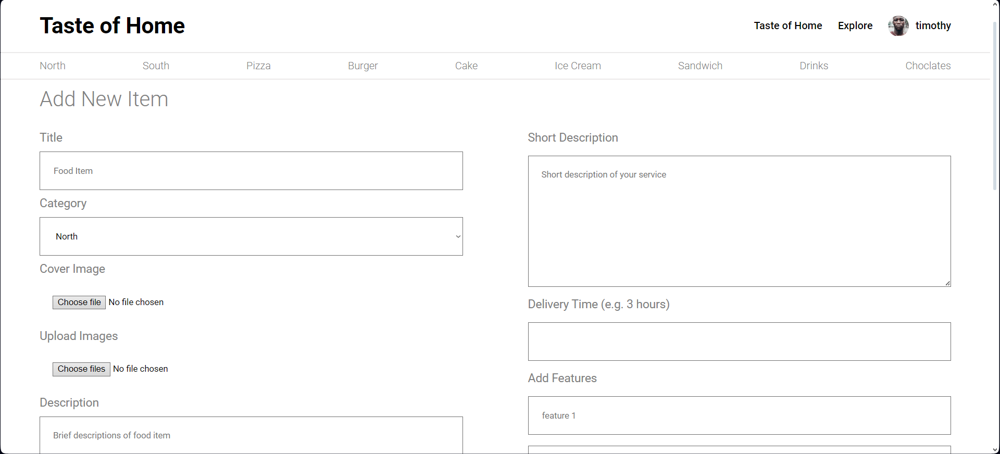 Taste of Home
Taste of Home Explore timothy
North South Pizza Burger Cake Ice Cream Sandwich Drinks Choclates
Add New Item
Title
Food Item
Category
North
Cover Image
Choose file No file chosen
Upload Images
Choose files No file chosen
Description
Brief descriptions of food item
Short Description
Short description of your service
Delivery Time (e.g. 3 hours)
Add Features
feature 1